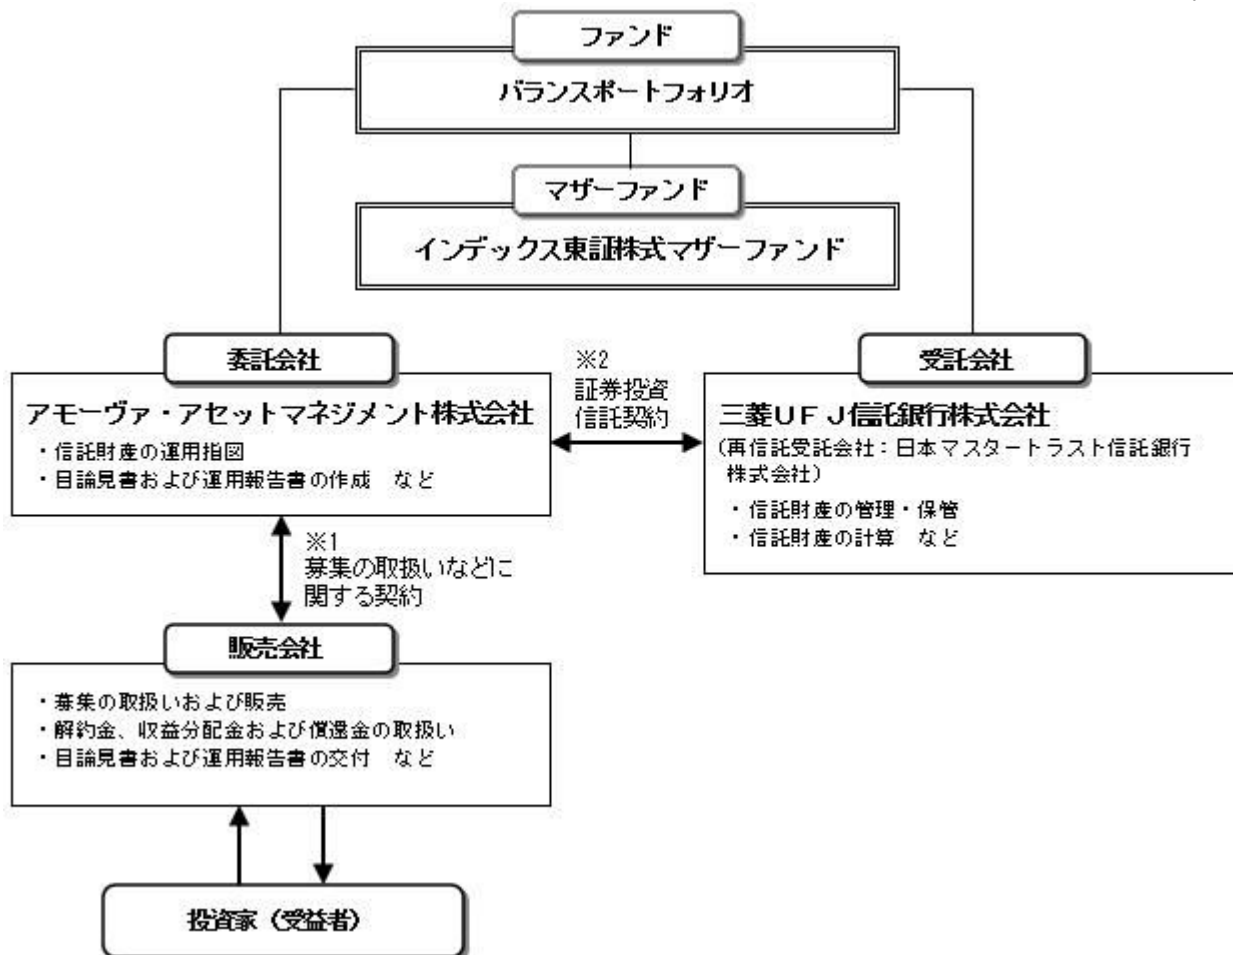 ファンド
バランスポートフォリオ
マザーファンド
インデックス東証株式マザーファンド
委託会社
アモーヴァ・アセットマネジメント株式会社
・信託財産の運用指図
・目論見書および運用報告書の作成　など
※2
証券投資
信託契約
受託会社
三菱UFJ信託銀行株式会社
(再信託受託会社：日本マスタートラスト信託銀行
株式会社)
・信託財産の管理・保管
・信託財産の計算　など
※1
募集の取扱いなどに
関する契約
販売会社
・募集の取扱いおよび販売
・解約金、収益分配金および償還金の取扱い
・目論見書および運用報告書の交付　など
投資家（受益者）